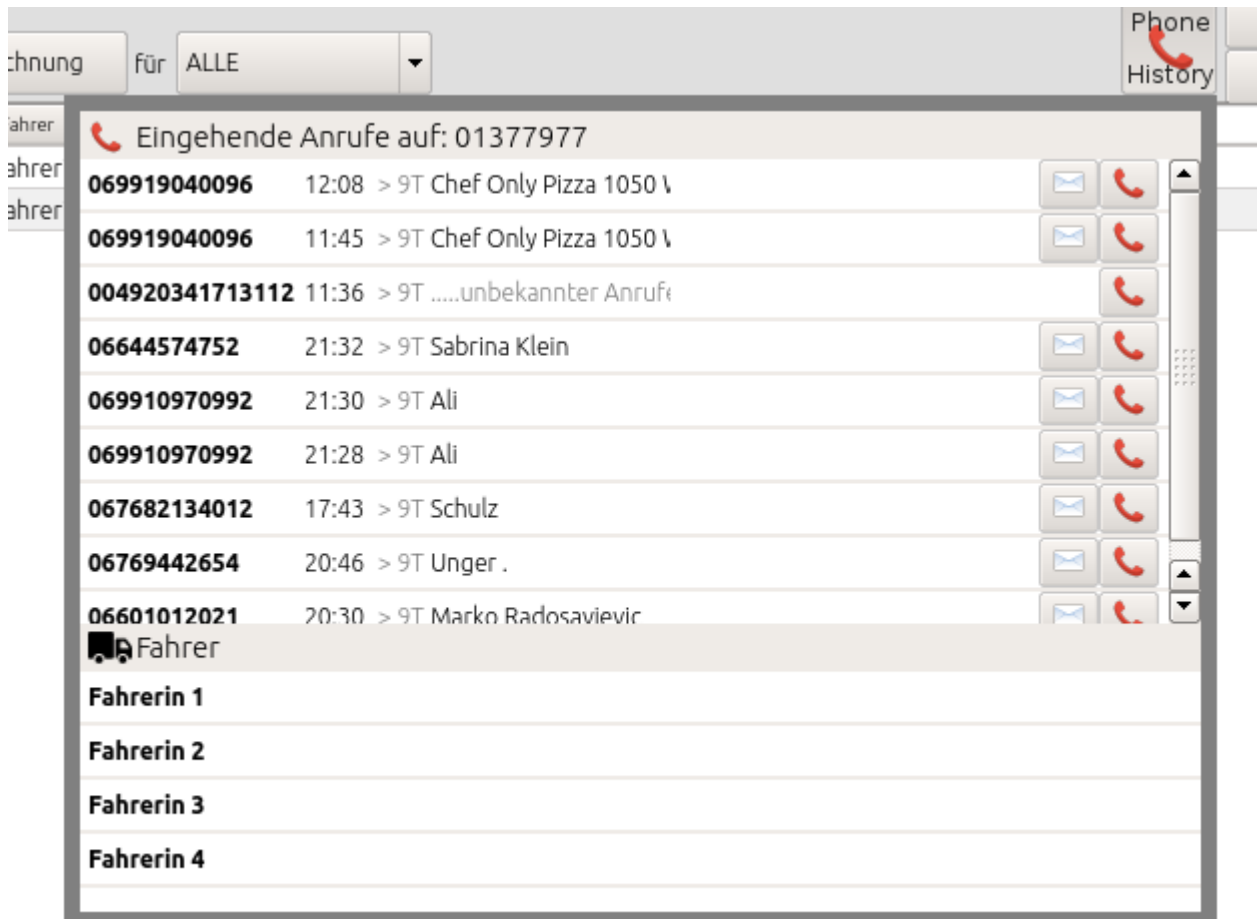 Phone
History
chnung für ALLE
Fahrer
ahrer
ahrer
Eingehende Anrufe auf: 01377977
069919040096 12:08 > 9T Chef Only Pizza 1050
069919040096 11:45 > 9T Chef Only Pizza 1050
004920341713112 11:36 > 9T .....unbekannter Anrufe
06644574752 21:32 > 9T Sabrina Klein
069910970992 21:30 > 9T Ali
069910970992 21:28 > 9T Ali
067682134012 17:43 > 9T Schulz
06769442654 20:46 > 9T Unger .
06601012021 20:30 > 9T Marko Radosavjevic
Fahrer
Fahrerin 1
Fahrerin 2
Fahrerin 3
Fahrerin 4